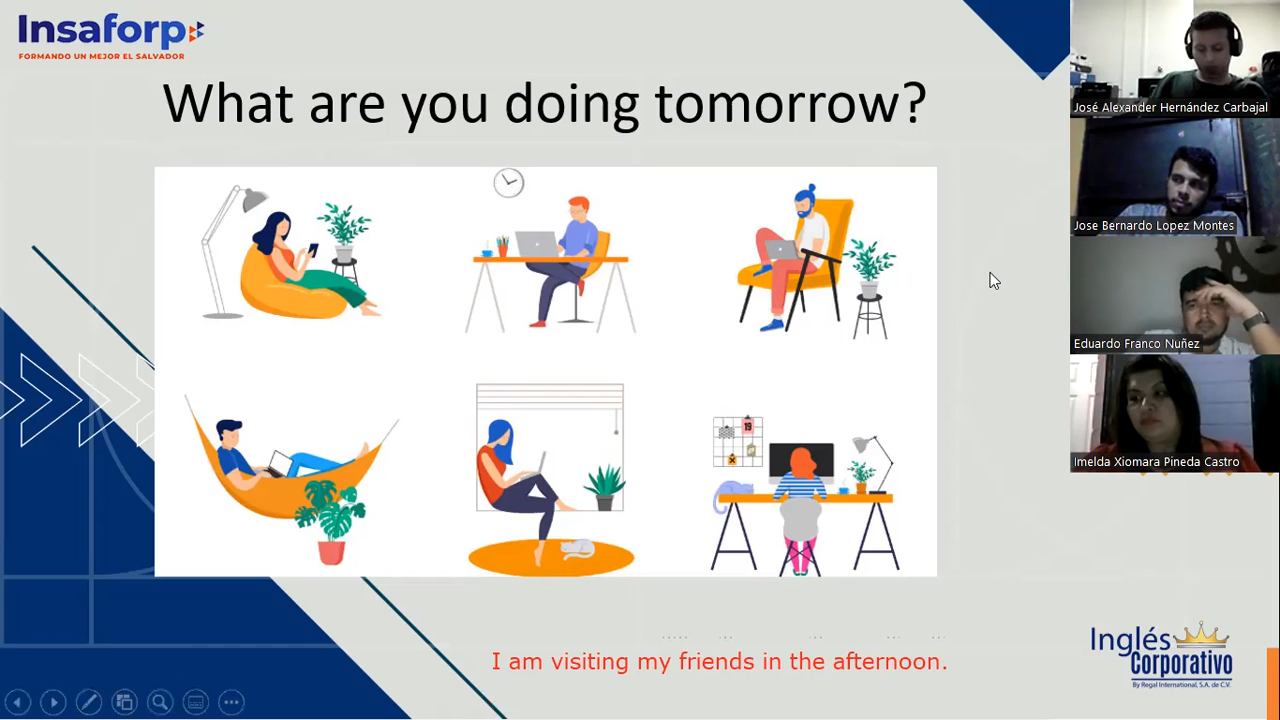 Insaforp
FORMANDO UN MEJOR EL SALVADOR
What are you doing tomorrow?
19
I am visiting my friends in the afternoon.
Inglés
Corporativo
By Regal International, S.A. de C.V.
José Alexander Hernández Carbajal
Jose Bernardo Lopez Montes
Eduardo Franco Nuñez
Imelda Xiomara Pineda Castro